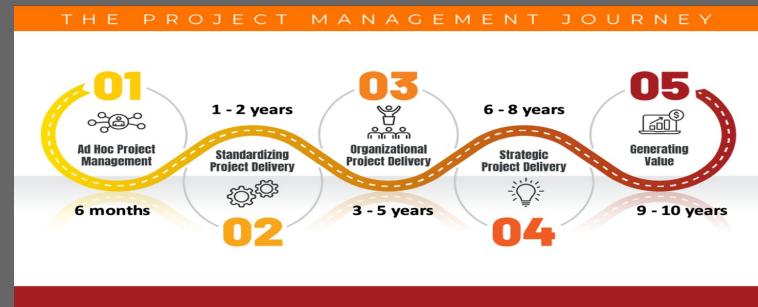 THE PROJECT MANAGEMENT JOURNEY
01
Ad Hoc Project
Management
6 months
1 - 2 years
Standardizing
Project Delivery
02
03
Organizational
Project Delivery
3 - 5 years
6 - 8 years
Strategic
Project Delivery
04
05
$
Generating
Value
9 - 10 years